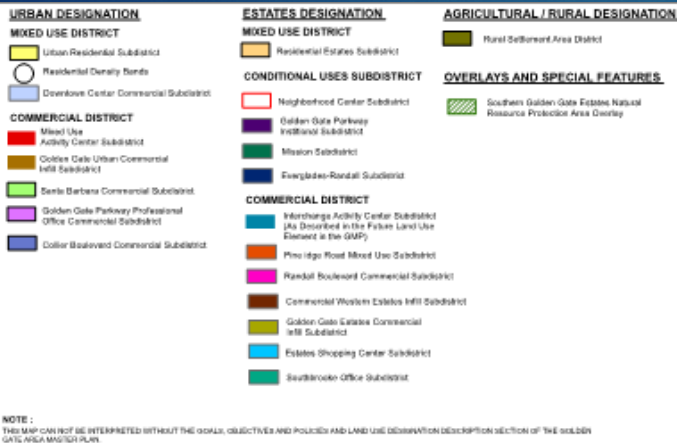 URBAN DESIGNATION
MIXED USE DISTRICT
Urban Residential Subdistrict
Residential Density Bands
Downtown Center Commercial Subdistrict
COMMERCIAL DISTRICT
Mixed Use
Activity Center Subdistrict
Golden Gate Urban Commercial
Infill Subdistrict
Santa Barbara Commercial Subdistrict
Golden Gate Parkway Professional
Office Commercial Subdistrict
Collier Boulevard Commercial Subdistrict
ESTATES DESIGNATION
MIXED USE DISTRICT
Residential Estates Subdistrict
CONDITIONAL USES SUBDISTRICT
Neighborhood Center Subdistrict
Golden Gate Parkway
Institional Subdistrict
Mission Subdistrict
Everglades-Randall Subdistrict
COMMERCIAL DISTRICT
Interchange Activity Center Subdistrict
(As Described in the Future Land Use
Element in the GMP)
Pine idge Road Mixed Use Subdistrict
Randall Boulevard Commercial Subdistrict
Commercial Western Estates Infill Subdistrict
Golden Gate Estates Commercial
Infill Subdistrict
Estates Shopping Center Subdistrict
Southbrooke Office Subdistrict
AGRICULTURAL / RURAL DESIGNATION
Rural Settlement Area District
OVERLAYS AND SPECIAL FEATURES
Southern Golden Gate Estates Natural
Resource Protection Area Overlay
NOTE :
THIS MAP CAN NOT BE INTERPRETED WITHOUT THE GOALS, OBJECTIVES AND POLICIES AND LAND USE DESIGNATION DESCRIPTION SECTION OF THE GOLDEN
GATE AREA MASTER PLAN.